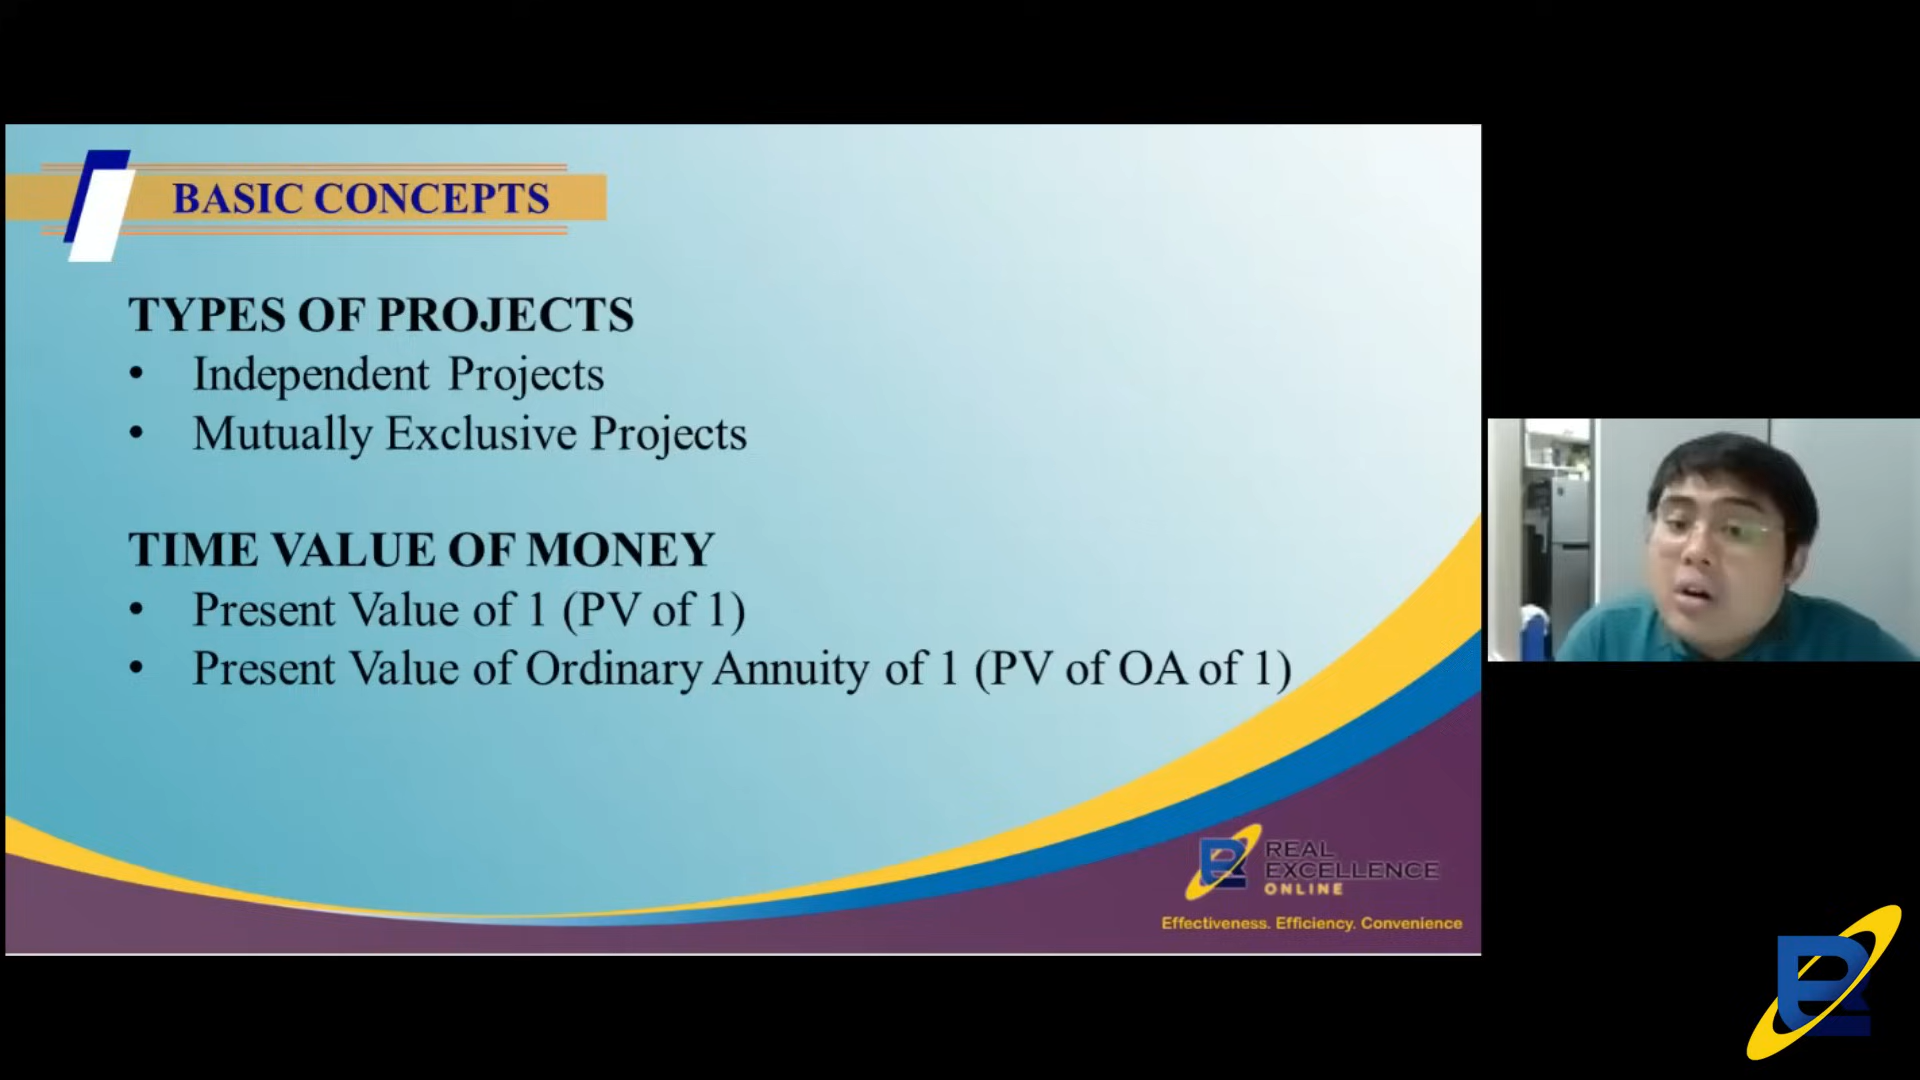 BASIC CONCEPTS
TYPES OF PROJECTS
• Independent Projects
• Mutually Exclusive Projects
TIME VALUE OF MONEY
• Present Value of 1 (PV of 1)
• Present Value of Ordinary Annuity of 1 (PV of OA of 1)
REAL
EXCELLENCE
ONLINE
Effectiveness. Efficiency. Convenience